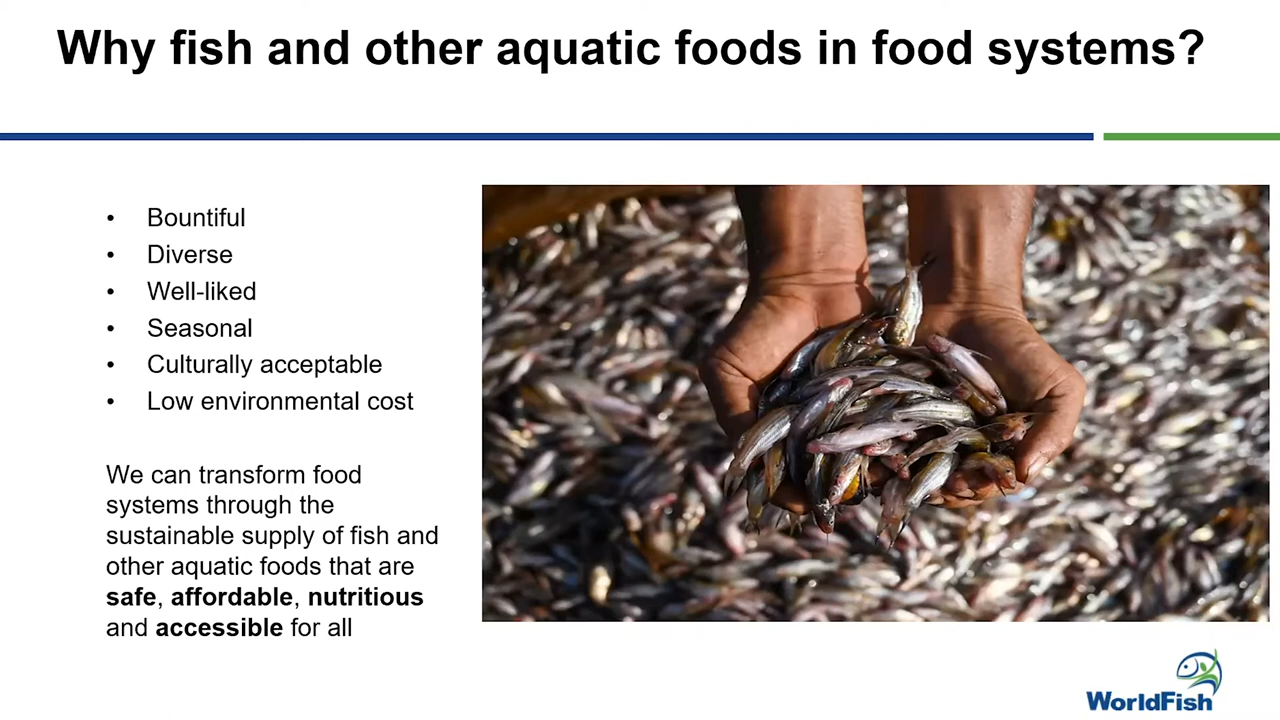 Why fish and other aquatic foods in food systems?
• Bountiful
• Diverse
• Well-liked
• Seasonal
• Culturally acceptable
• Low environmental cost
We can transform food
systems through the
sustainable supply of fish and
other aquatic foods that are
safe, affordable, nutritious
and accessible for all
WorldFish